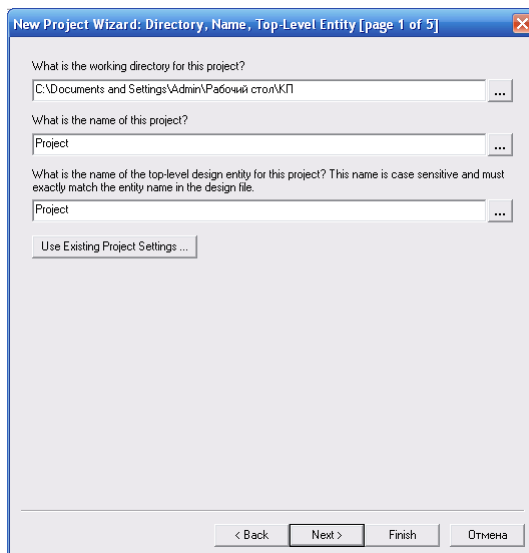 New Project Wizard: Directory, Name, Top-Level Entity [page 1 of 5]
What is the working directory for this project?
C:\Documents and Settings\Admin\Рабочий стол\КП
...
What is the name of this project?
Project
...
What is the name of the top-level design entity for this project? This name is case sensitive and must
exactly match the entity name in the design file.
Project
...
Use Existing Project Settings ...
< Back
Next >
Finish
Отмена